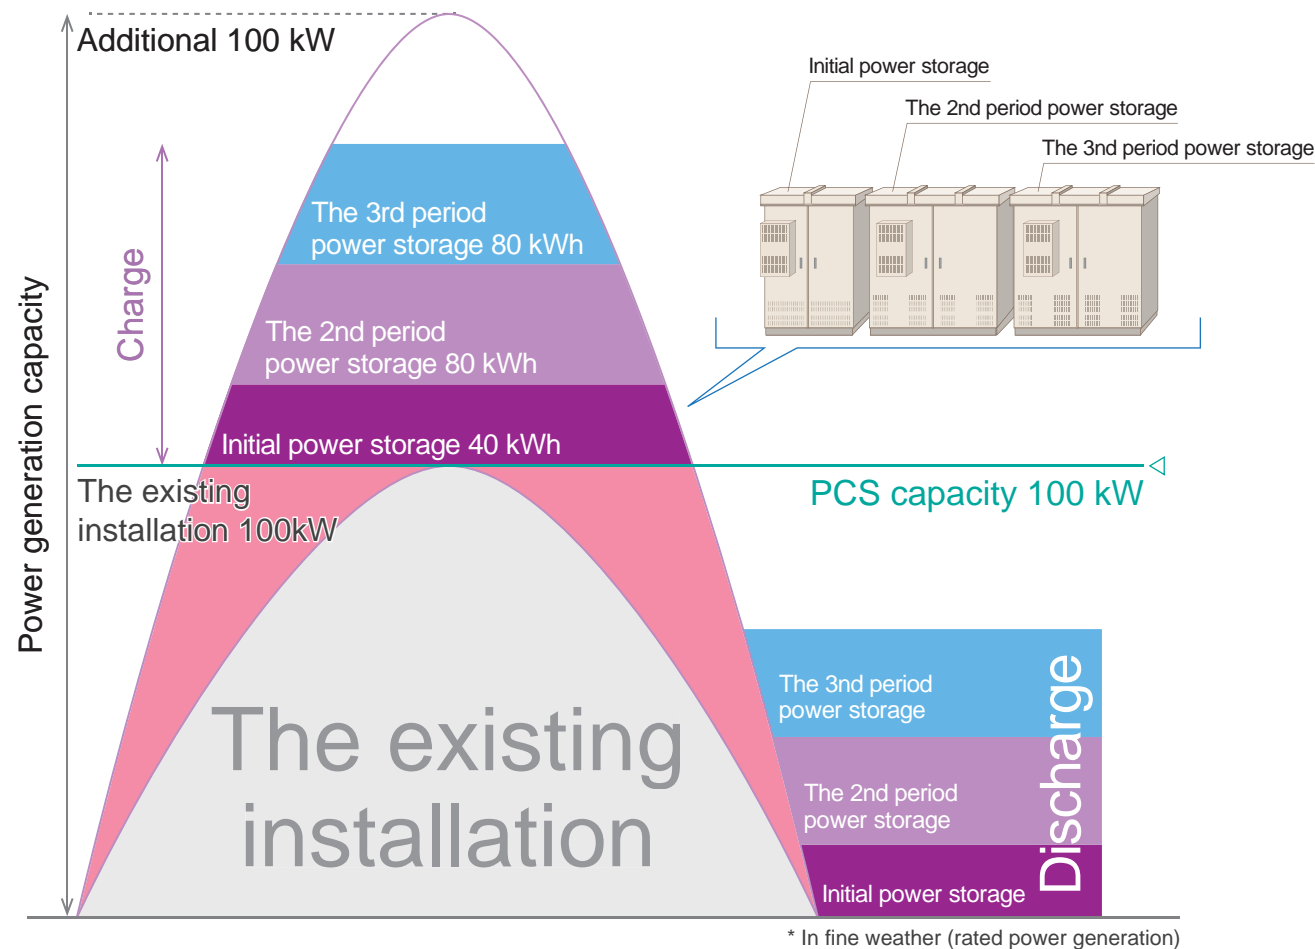 Additional 100 kW
Initial power storage
The 2nd period power storage
The 3nd period power storage
The 3rd period
power storage 80 kWh
Charge
The 2nd period
power storage 80 kWh
Initial power storage 40 kWh
Power generation capacity
The existing
installation 100kW
PCS capacity 100 kW
The existing
installation
The 3nd period
power storage
The 2nd period
power storage
Initial power storage
Discharge
* In fine weather (rated power generation)